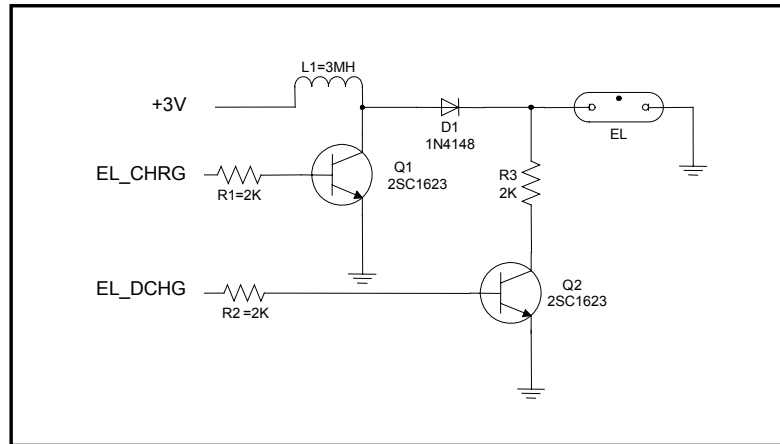 L1=3MH
+3V
D1
1N4148
EL
EL_CHRG
R1=2K
Q1
2SC1623
R3
2K
EL_DCHG
R2 =2K
Q2
2SC1623